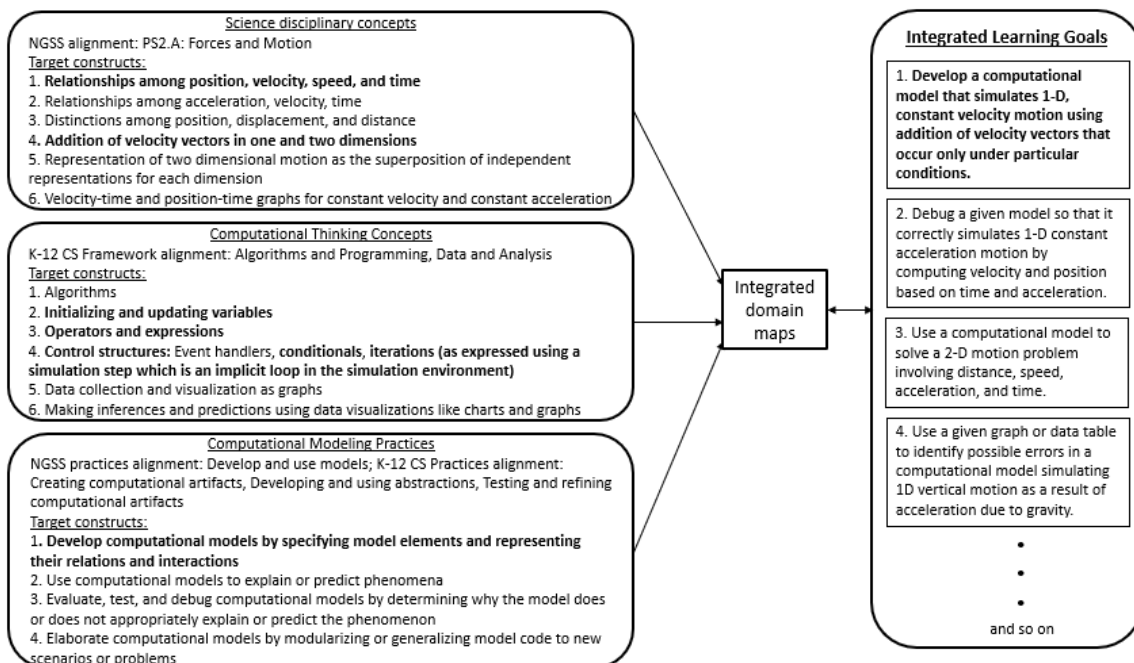 Science disciplinary concepts
NGSS alignment: PS2.A: Forces and Motion
Target constructs:
1. Relationships among position, velocity, speed, and time
2. Relationships among acceleration, velocity, time
3. Distinctions among position, displacement, and distance
4. Addition of velocity vectors in one and two dimensions
5. Representation of two dimensional motion as the superposition of independent
representations for each dimension
6. Velocity-time and position-time graphs for constant velocity and constant acceleration
Computational Thinking Concepts
K-12 CS Framework alignment: Algorithms and Programming, Data and Analysis
Target constructs:
1. Algorithms
2. Initializing and updating variables
3. Operators and expressions
4. Control structures: Event handlers, conditionals, iterations (as expressed using a
simulation step which is an implicit loop in the simulation environment)
5. Data collection and visualization as graphs
6. Making inferences and predictions using data visualizations like charts and graphs
Computational Modeling Practices
NGSS practices alignment: Develop and use models; K-12 CS Practices alignment:
Creating computational artifacts, Developing and using abstractions, Testing and refining
computational artifacts
Target constructs:
1. Develop computational models by specifying model elements and representing
their relations and interactions
2. Use computational models to explain or predict phenomena
3. Evaluate, test, and debug computational models by determining why the model does
or does not appropriately explain or predict the phenomenon
4. Elaborate computational models by modularizing or generalizing model code to new
scenarios or problems
Integrated
domain
maps
Integrated Learning Goals
1. Develop a computational
model that simulates 1-D,
constant velocity motion using
addition of velocity vectors that
occur only under particular
conditions.
2. Debug a given model so that it
correctly simulates 1-D constant
acceleration motion by
computing velocity and position
based on time and acceleration.
3. Use a computational model to
solve a 2-D motion problem
involving distance, speed,
acceleration, and time.
4. Use a given graph or data table
to identify possible errors in a
computational model simulating
1D vertical motion as a result of
acceleration due to gravity.
•
•
•
and so on